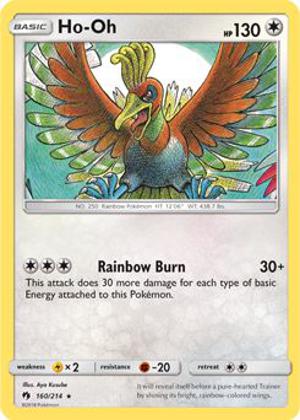 BASIC Ho-Oh HP 130
NO. 250 Rainbow Pokémon HT: 12'06" WT: 438.7 lbs.
Rainbow Burn 30+
This attack does 30 more damage for each type of basic Energy attached to this Pokémon.
weakness ×2 resistance -20 retreat
Illus. Aya Kusube
160/214 ★
©2018 Pokémon
It will reveal itself before a pure-hearted Trainer
by shining its bright, rainbow-colored wings.